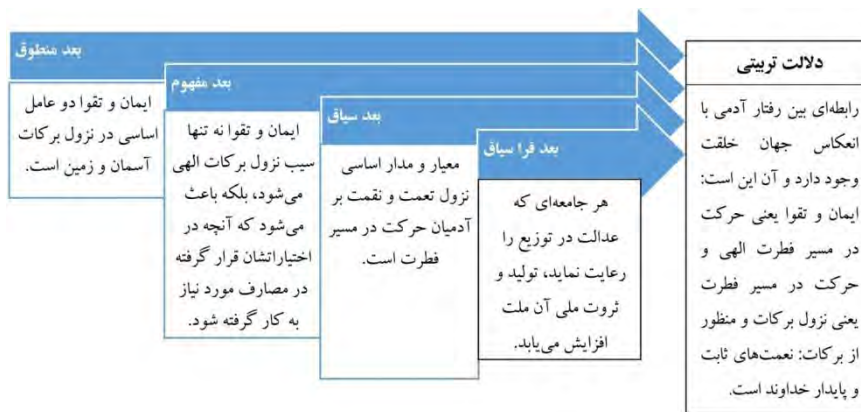 بعد منطوق
ایمان و تقوا دو عامل
اساسی در نزول برکات
آسمان و زمین است.
بعد مفهوم
ایمان و تقوا نه تنها
سبب نزول برکات الهی
می‌شود، بلکه باعث
می‌شود که آنچه در
اختیاراتشان قرار گرفته
در مصارف مورد نیاز
به کار گرفته شود.
بعد سیاق
معیار و مدار اساسی
نزول نعمت و نقمت بر
آدمیان حرکت در مسیر
فطرت است.
بعد فرا سیاق
هر جامعه‌ای که
عدالت در توزیع را
رعایت نماید، تولید و
ثروت ملی آن ملت
افزایش می‌یابد.
دلالت تربیتی
رابطه‌ای بین رفتار آدمی با
انعکاس جهان خلقت
وجود دارد و آن این است:
ایمان و تقوا یعنی حرکت
در مسیر فطرت الهی و
حرکت در مسیر فطرت
یعنی نزول برکات و منظور
از برکات: نعمت‌های ثابت
و پایدار خداوند است.